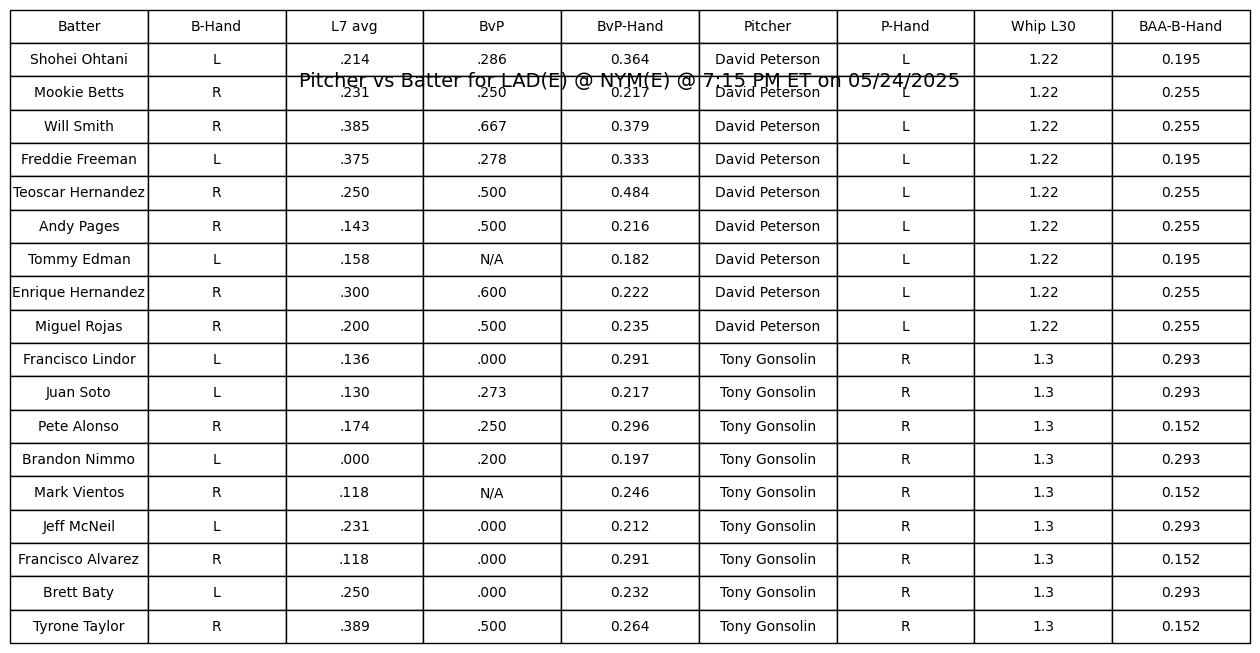 Batter B-Hand L7 avg BvP BvP-Hand Pitcher P-Hand Whip L30 BAA-B-Hand
Shohei Ohtani L .214 .286 0.364 David Peterson L 1.22 0.195
Pitcher vs Batter for LAD(E) @ NYM(E) @ 7:15 PM ET on 05/24/2025
Mookie Betts R .231 .250 0.217 David Peterson L 1.22 0.255
Will Smith R .385 .667 0.379 David Peterson L 1.22 0.255
Freddie Freeman L .375 .278 0.333 David Peterson L 1.22 0.195
Teoscar Hernandez R .250 .500 0.484 David Peterson L 1.22 0.255
Andy Pages R .143 .500 0.216 David Peterson L 1.22 0.255
Tommy Edman L .158 N/A 0.182 David Peterson L 1.22 0.195
Enrique Hernandez R .300 .600 0.222 David Peterson L 1.22 0.255
Miguel Rojas R .200 .500 0.235 David Peterson L 1.22 0.255
Francisco Lindor L .136 .000 0.291 Tony Gonsolin R 1.3 0.293
Juan Soto L .130 .273 0.217 Tony Gonsolin R 1.3 0.293
Pete Alonso R .174 .250 0.296 Tony Gonsolin R 1.3 0.152
Brandon Nimmo L .000 .200 0.197 Tony Gonsolin R 1.3 0.293
Mark Vientos R .118 N/A 0.246 Tony Gonsolin R 1.3 0.152
Jeff McNeil L .231 .000 0.212 Tony Gonsolin R 1.3 0.293
Francisco Alvarez R .118 .000 0.291 Tony Gonsolin R 1.3 0.152
Brett Baty L .250 .000 0.232 Tony Gonsolin R 1.3 0.293
Tyrone Taylor R .389 .500 0.264 Tony Gonsolin R 1.3 0.152